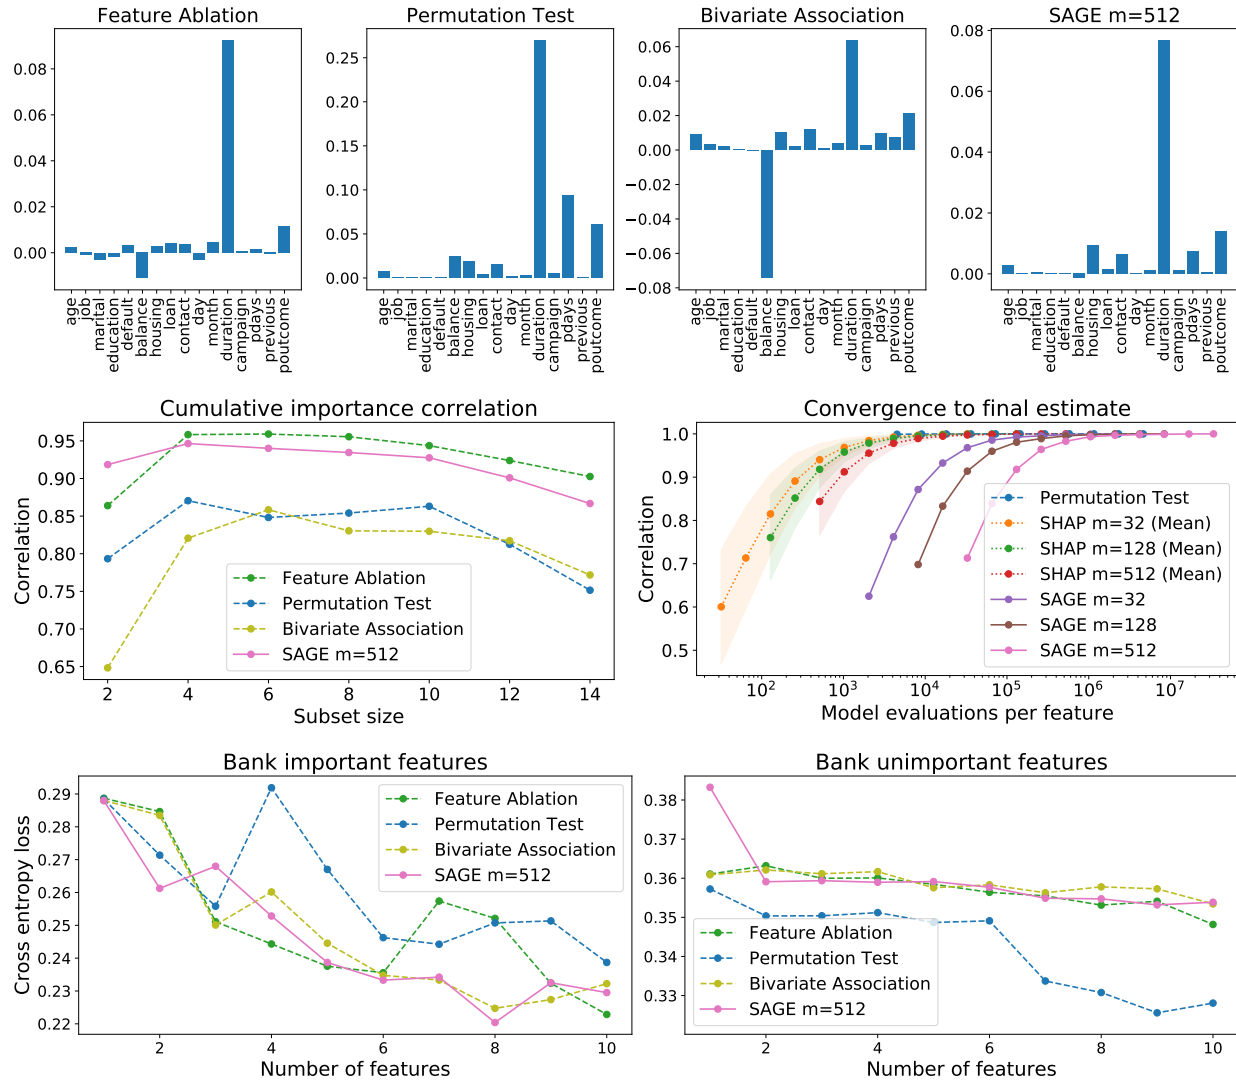 Feature Ablation
Permutation Test
Bivariate Association
SAGE m=512
0.08
0.06
0.04
0.02
0.00
age
job
marital
education
default
balance
housing
loan
contact
day
month
duration
campaign
pdays
previous
poutcome
0.25
0.20
0.15
0.10
0.05
0.00
age
job
marital
education
default
balance
housing
loan
contact
day
month
duration
campaign
pdays
previous
poutcome
0.06
0.04
0.02
0.00
−0.02
−0.04
−0.06
−0.08
age
job
marital
education
default
balance
housing
loan
contact
day
month
duration
campaign
pdays
previous
poutcome
0.08
0.06
0.04
0.02
0.00
age
job
marital
education
default
balance
housing
loan
contact
day
month
duration
campaign
pdays
previous
poutcome
Cumulative importance correlation
Correlation
0.95
0.90
0.85
0.80
0.75
0.70
0.65
Feature Ablation
Permutation Test
Bivariate Association
SAGE m=512
2 4 6 8 10 12 14
Subset size
Convergence to final estimate
Correlation
1.0
0.9
0.8
0.7
0.6
0.5
Permutation Test
SHAP m=32 (Mean)
SHAP m=128 (Mean)
SHAP m=512 (Mean)
SAGE m=32
SAGE m=128
SAGE m=512
10² 10³ 10⁴ 10⁵ 10⁶ 10⁷
Model evaluations per feature
Bank important features
Cross entropy loss
0.29
0.28
0.27
0.26
0.25
0.24
0.23
0.22
Feature Ablation
Permutation Test
Bivariate Association
SAGE m=512
2 4 6 8 10
Number of features
Bank unimportant features
0.38
0.37
0.36
0.35
0.34
0.33
Feature Ablation
Permutation Test
Bivariate Association
SAGE m=512
2 4 6 8 10
Number of features